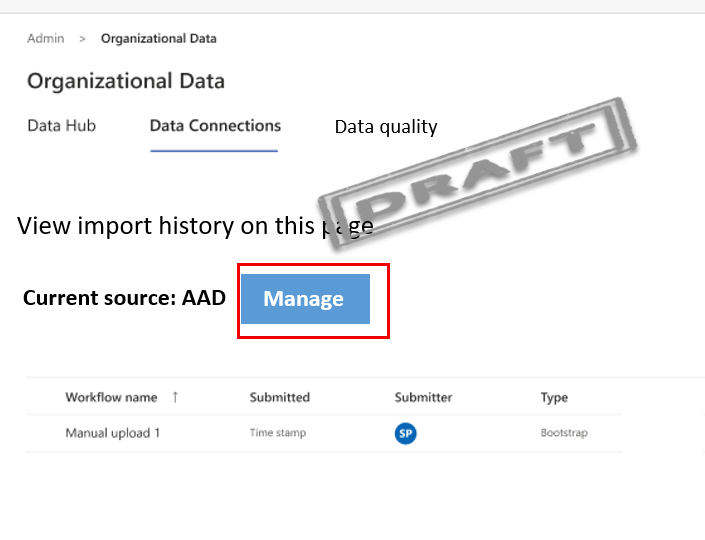 Admin > Organizational Data
Organizational Data
Data Hub Data Connections Data quality
DRAFT
View import history on this page
Current source: AAD Manage
Workflow name ↑ Submitted Submitter Type
Manual upload 1 Time stamp SP Bootstrap